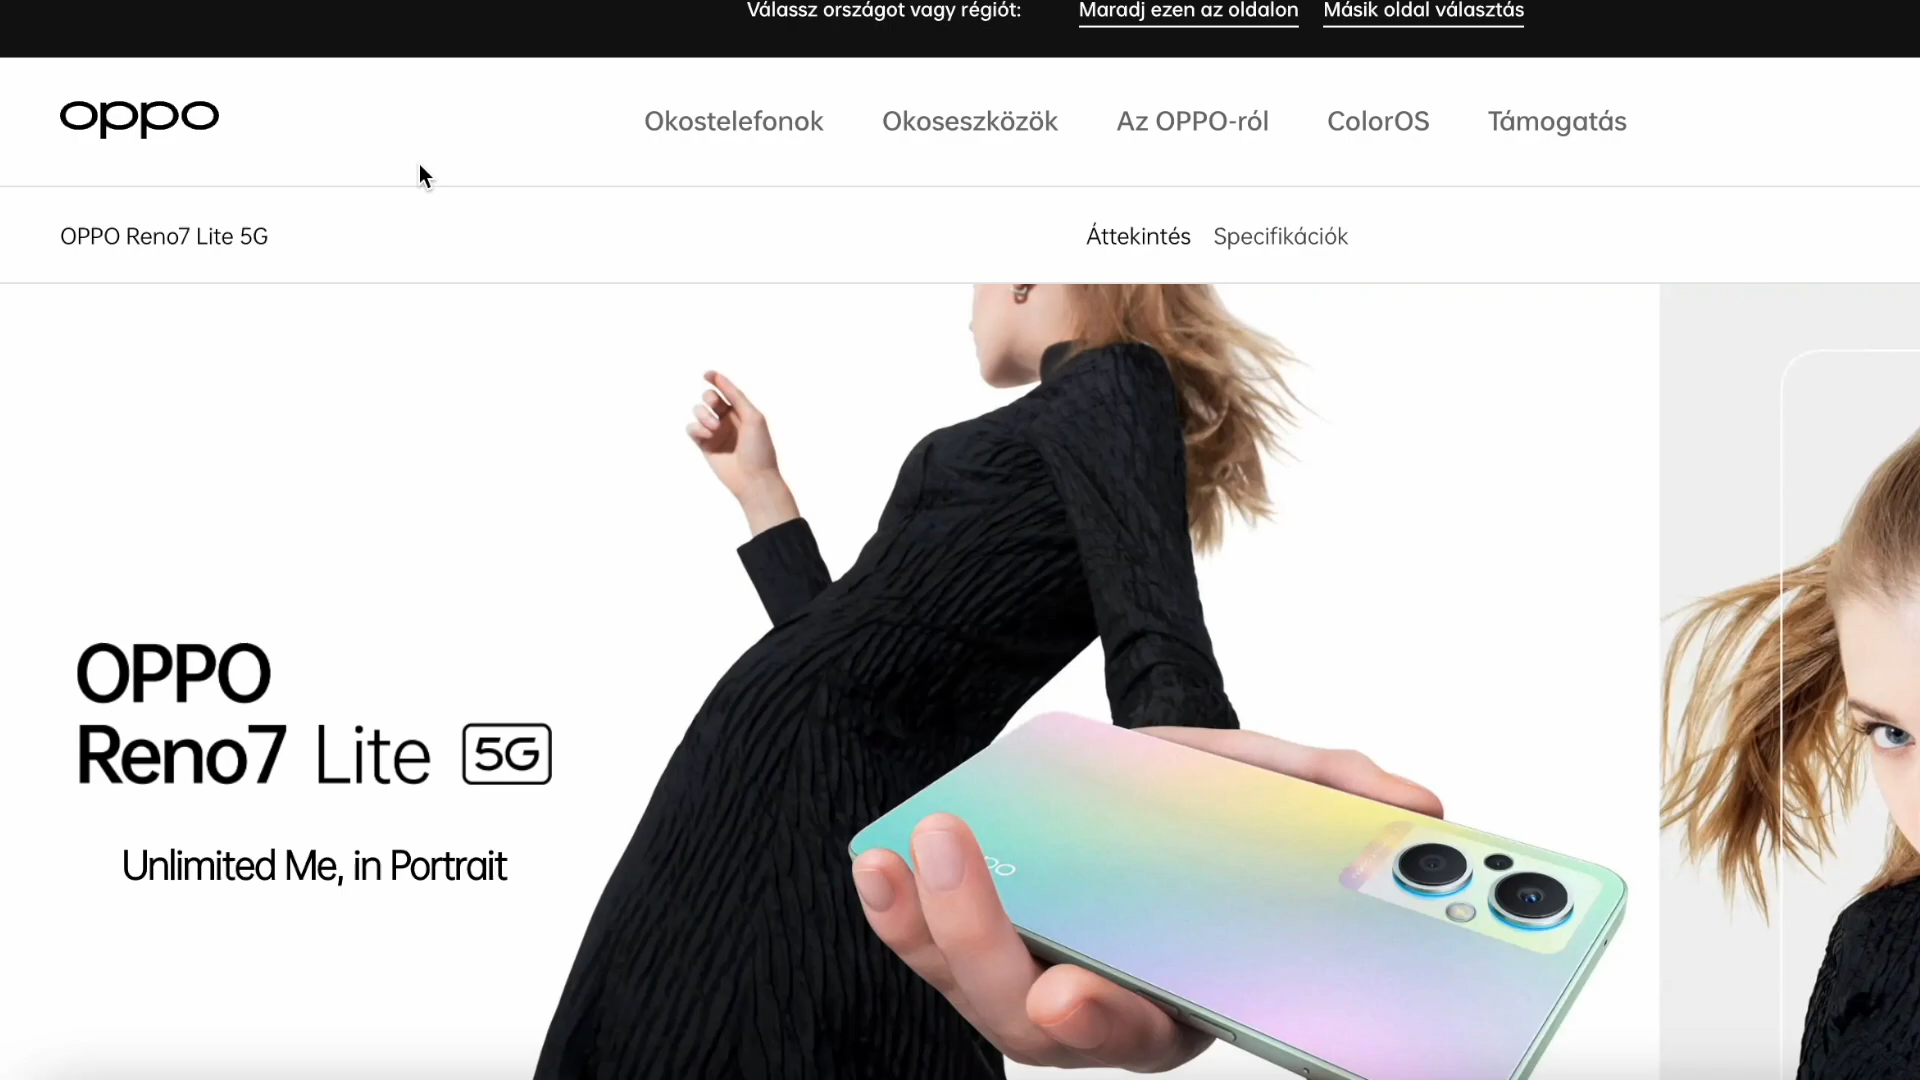 Válassz országot vagy régiót: Maradj ezen az oldalon Másik oldal választás
oppo Okostelefonok Okoseszközök Az OPPO-ról ColorOS Támogatás
OPPO Reno7 Lite 5G Áttekintés Specifikációk
OPPO
Reno7 Lite 5G
Unlimited Me, in Portrait